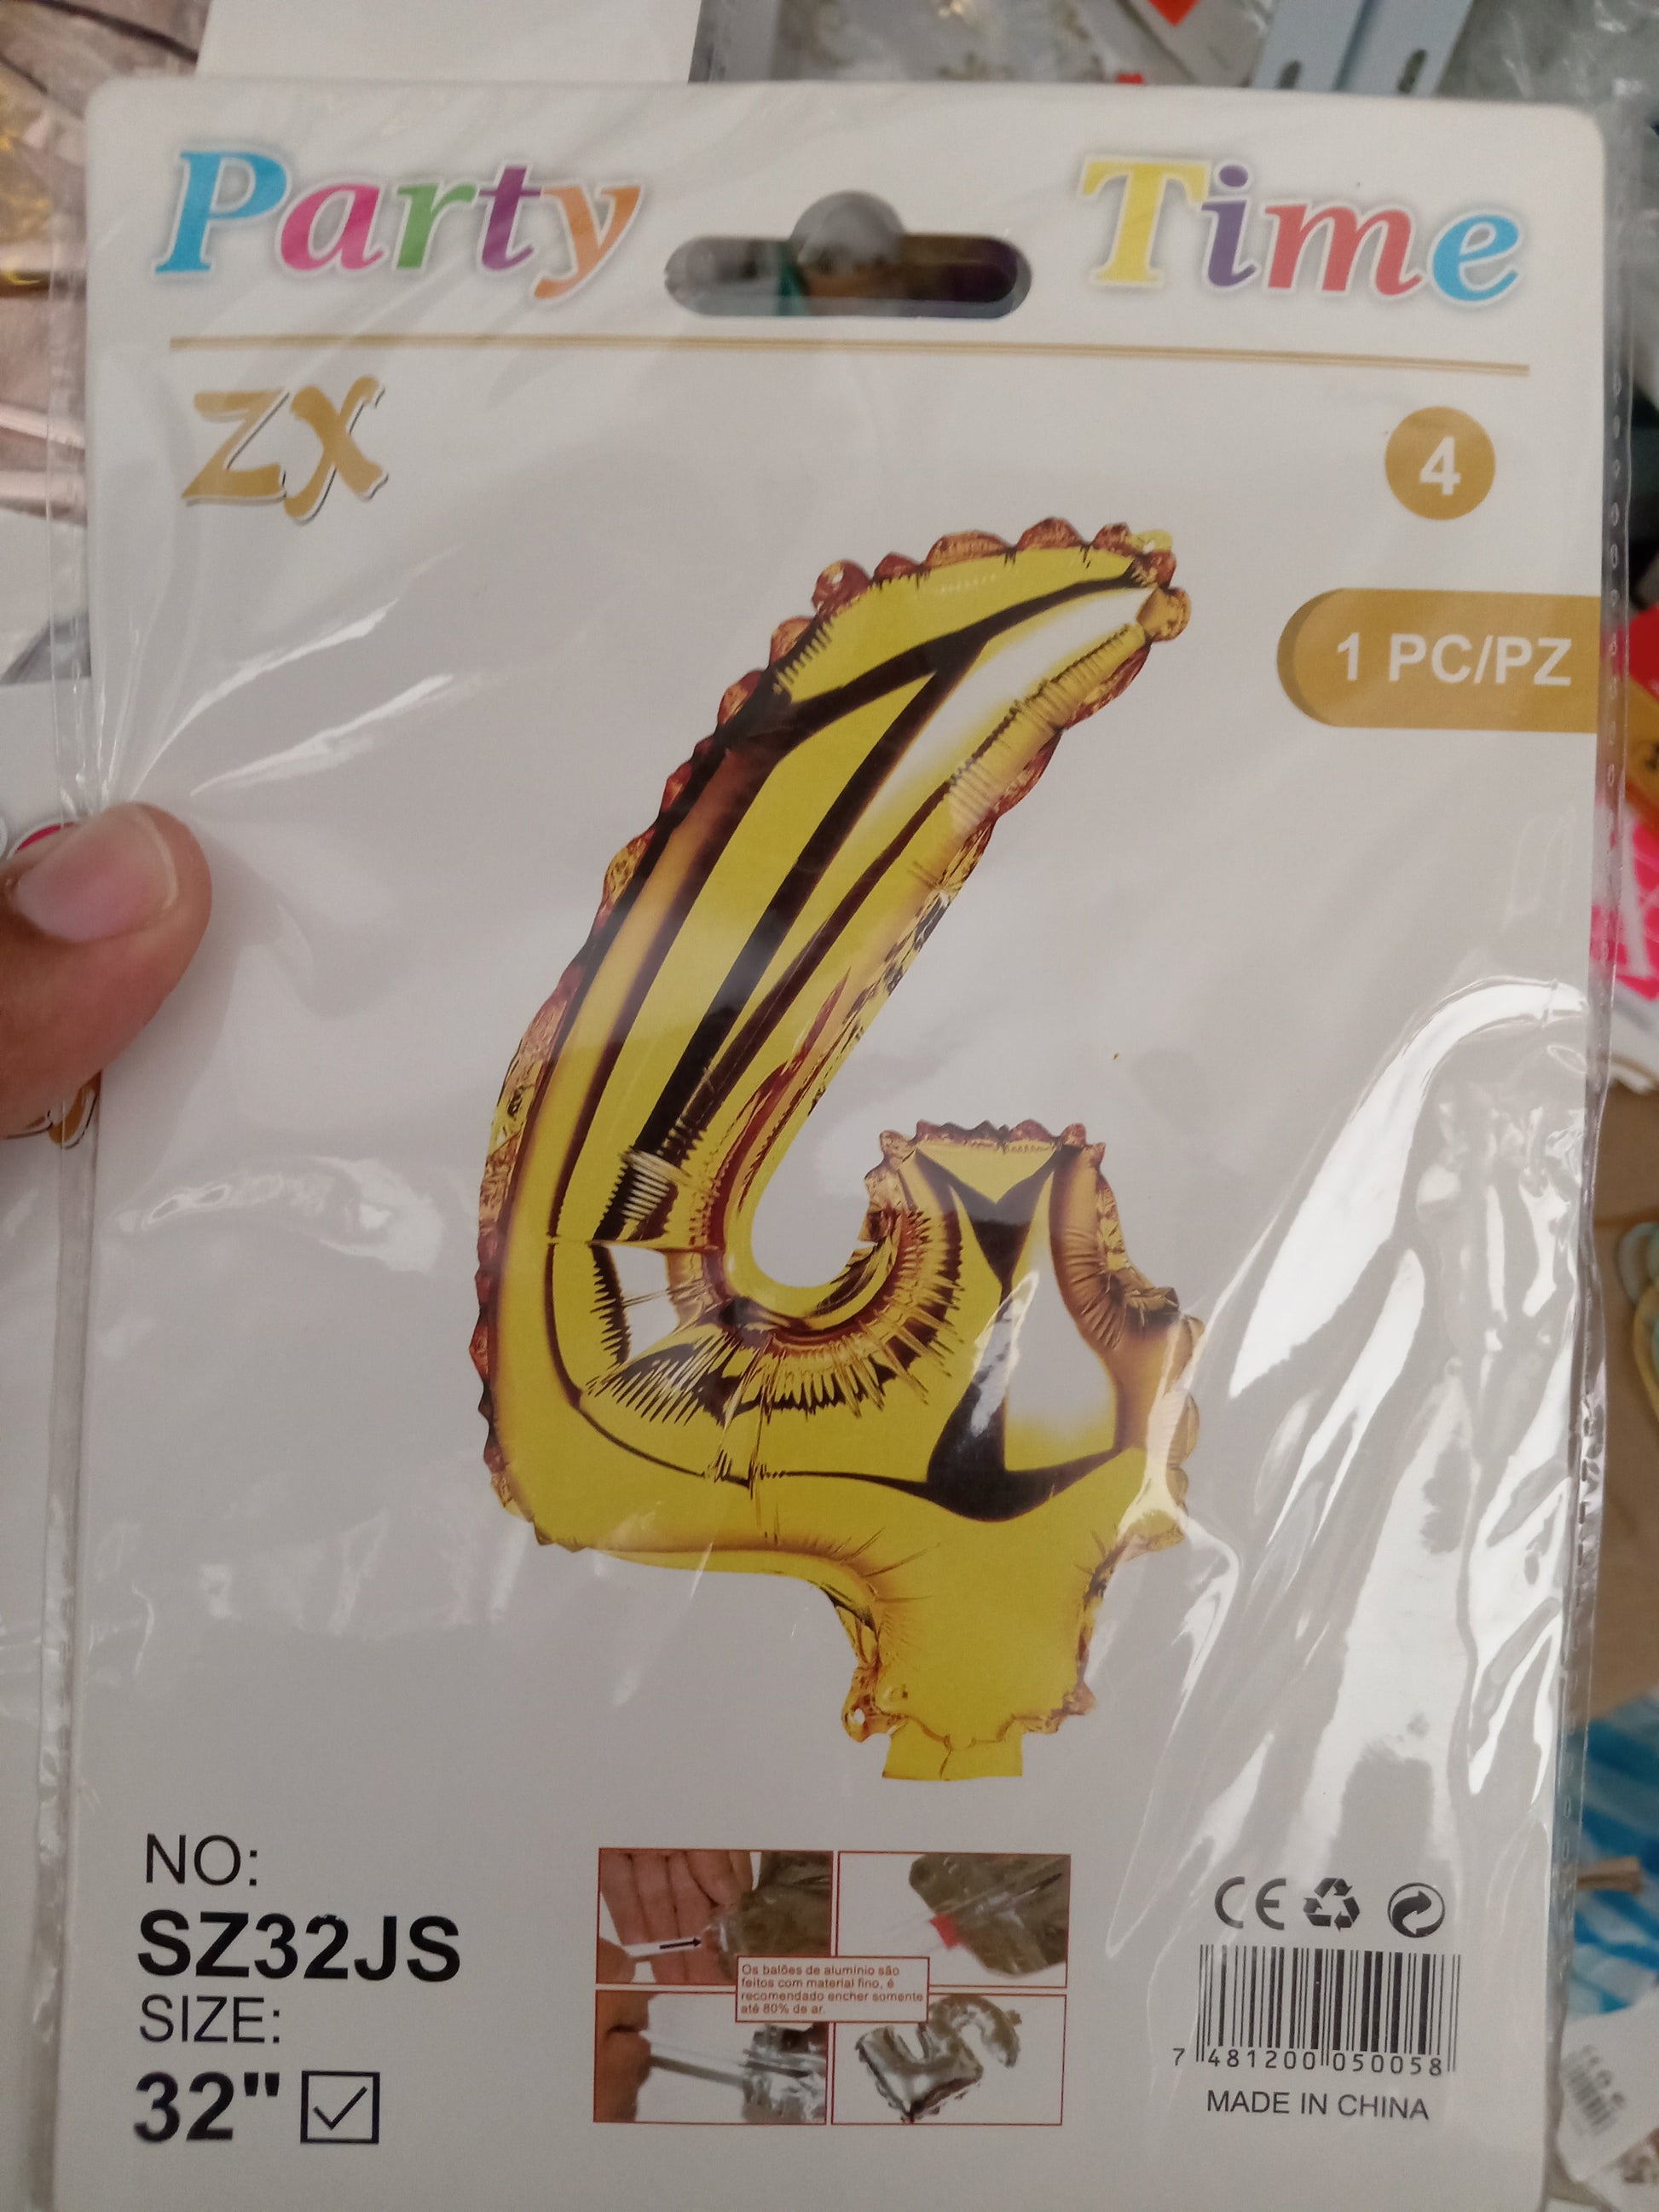 Party Time
ZX
4
1 PC/PZ
NO:
SZ32JS
SIZE:
32"
Os balões de alumínio são
feitos com material fino, é
recomendado encher somente
até 80% de ar.
CE
7 481200 050058
MADE IN CHINA